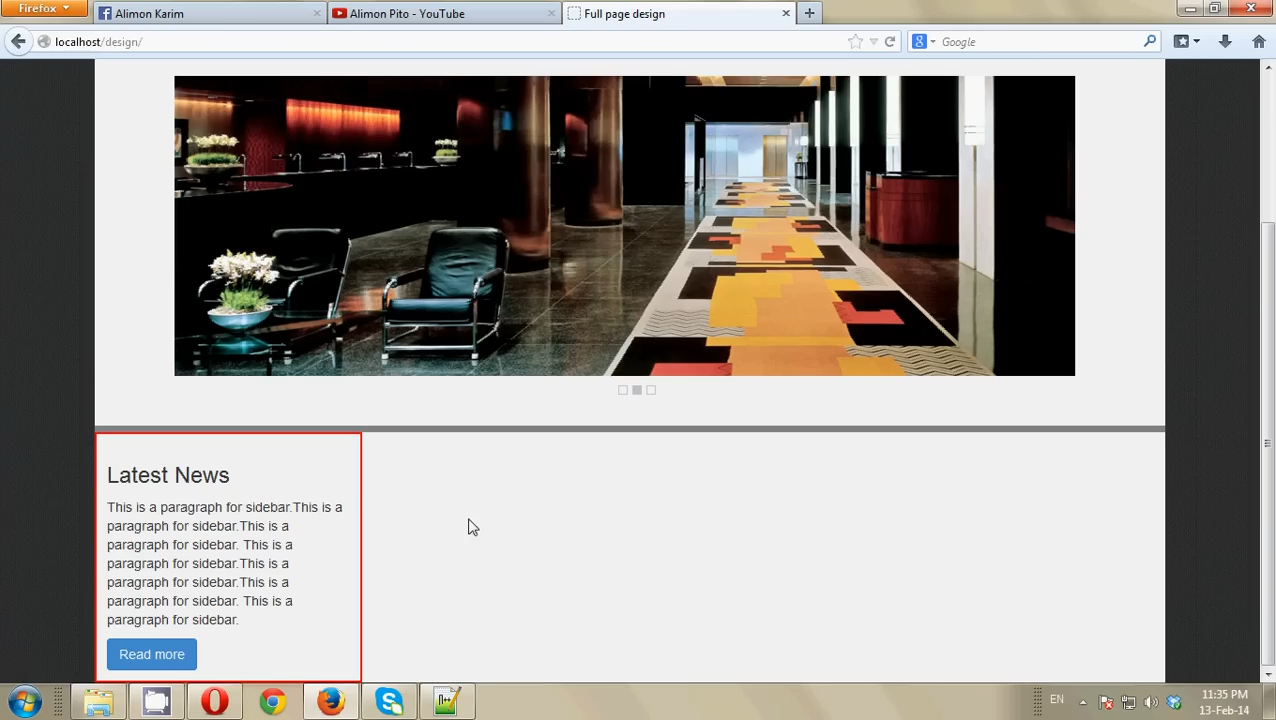 Firefox
Alimon Karim
Alimon Pito - YouTube
Full page design
localhost/design/
Google
Latest News
This is a paragraph for sidebar.This is a
paragraph for sidebar.This is a
paragraph for sidebar. This is a
paragraph for sidebar.This is a
paragraph for sidebar.This is a
paragraph for sidebar. This is a
paragraph for sidebar.
Read more
EN
11:35 PM
13-Feb-14